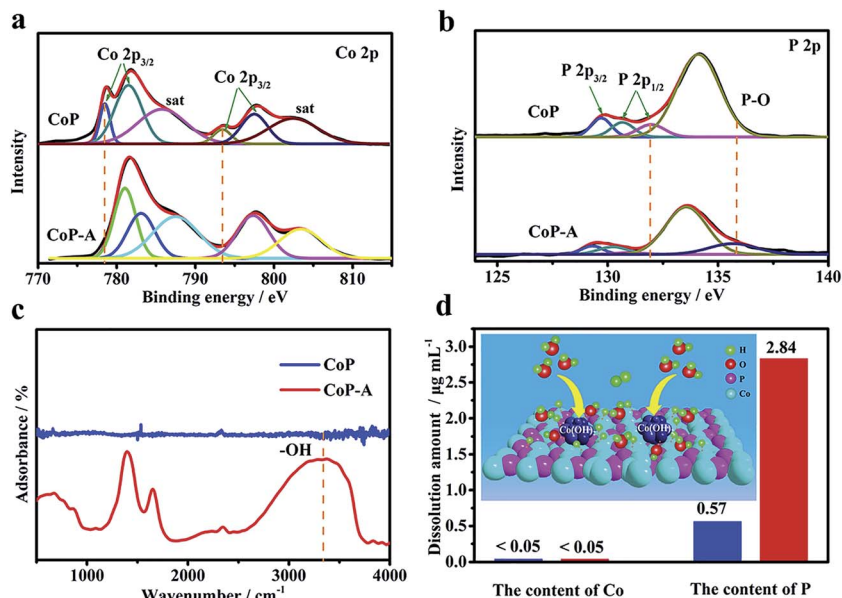 a
Co 2p
Co 2p3/2
Co 2p3/2
sat
sat
CoP
CoP-A
Intensity
770 780 790 800 810
Binding energy / eV
b
P 2p
P 2p3/2
P 2p1/2
P-O
CoP
CoP-A
Intensity
125 130 135 140
Binding energy / eV
c
CoP
CoP-A
-OH
Adsorbance / %
1000 2000 3000 4000
Wavenumber / cm-1
d
Dissolution amount / μg mL-1
3.0
2.5
2.0
1.5
1.0
0.5
0.0
H
O
P
Co
Co(OH)2
Co(OH)2
< 0.05
< 0.05
0.57
2.84
The content of Co
The content of P